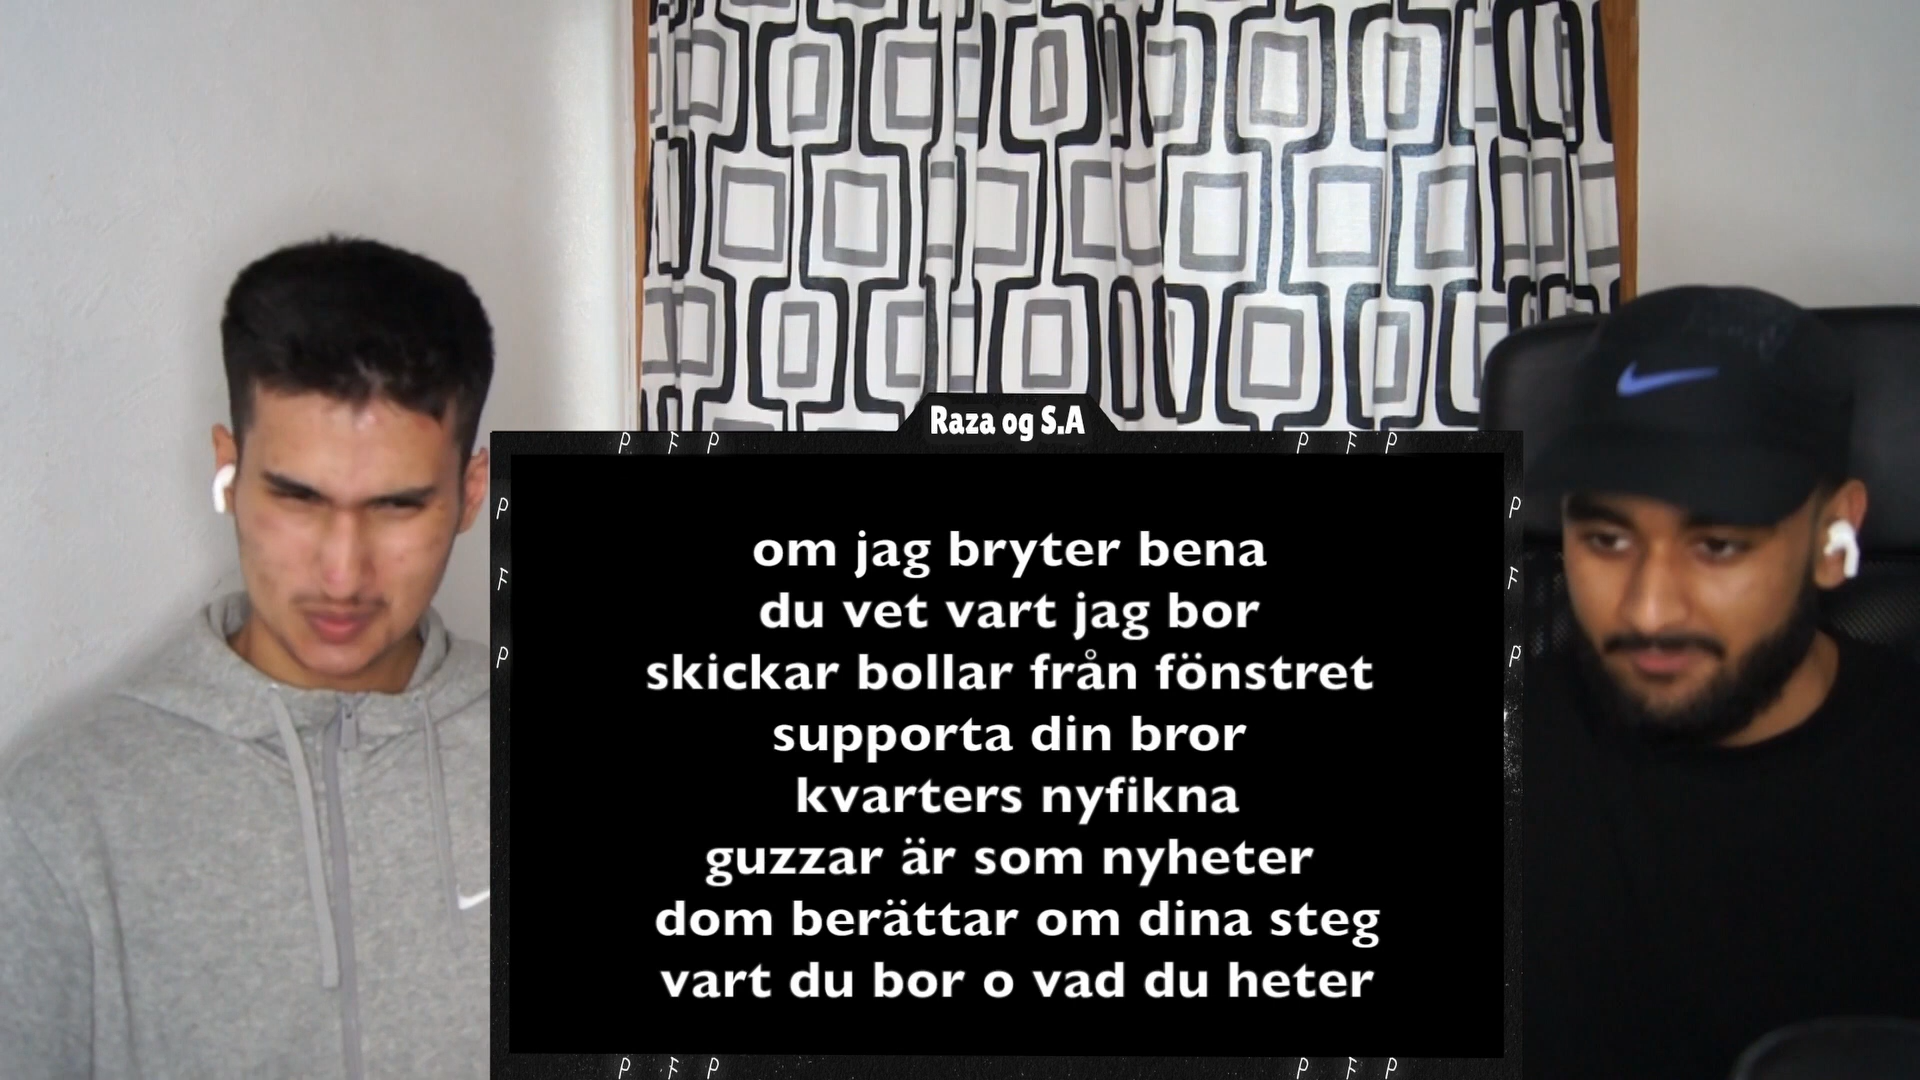 Raza og S.A
P F P
P F P
om jag bryter bena
du vet vart jag bor
skickar bollar från fönstret
supporta din bror
kvarters nyfikna
guzzar är som nyheter
dom berättar om dina steg
vart du bor o vad du heter
P
F
P
P
F
P
P F P
P F P